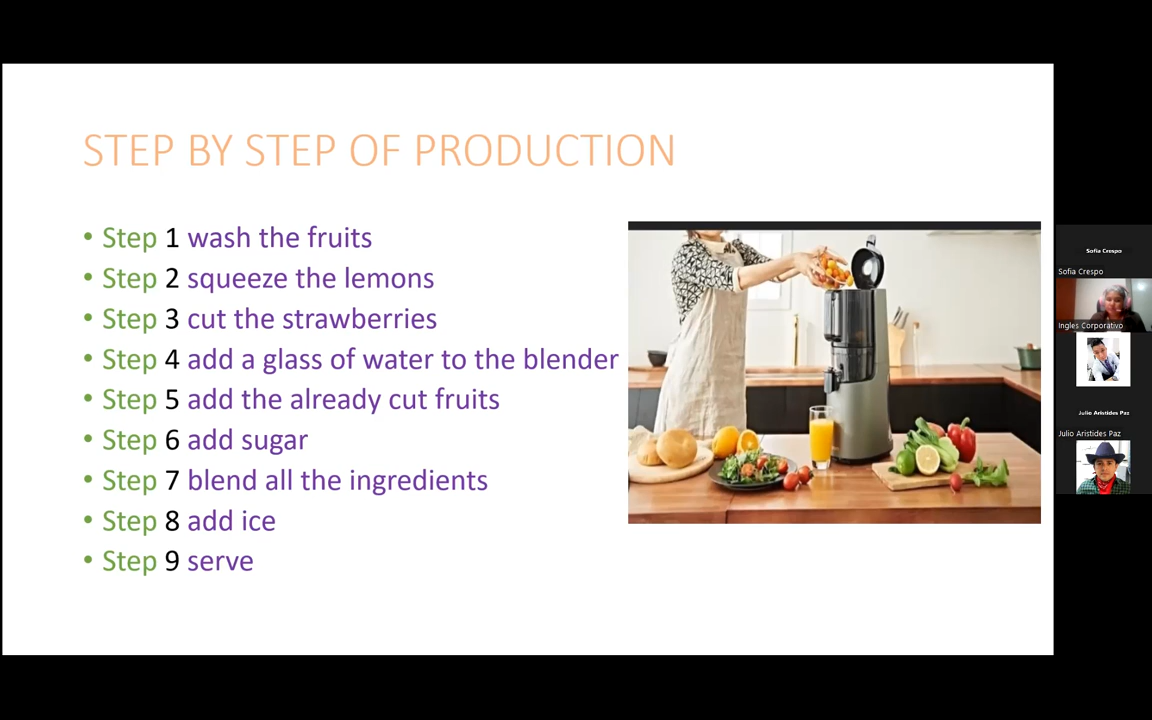 STEP BY STEP OF PRODUCTION
• Step 1 wash the fruits
• Step 2 squeeze the lemons
• Step 3 cut the strawberries
• Step 4 add a glass of water to the blender
• Step 5 add the already cut fruits
• Step 6 add sugar
• Step 7 blend all the ingredients
• Step 8 add ice
• Step 9 serve
Sofia Crespo
Sofia Crespo
Ingles Corporativo
Julio Aristides Paz
Julio Aristides Paz